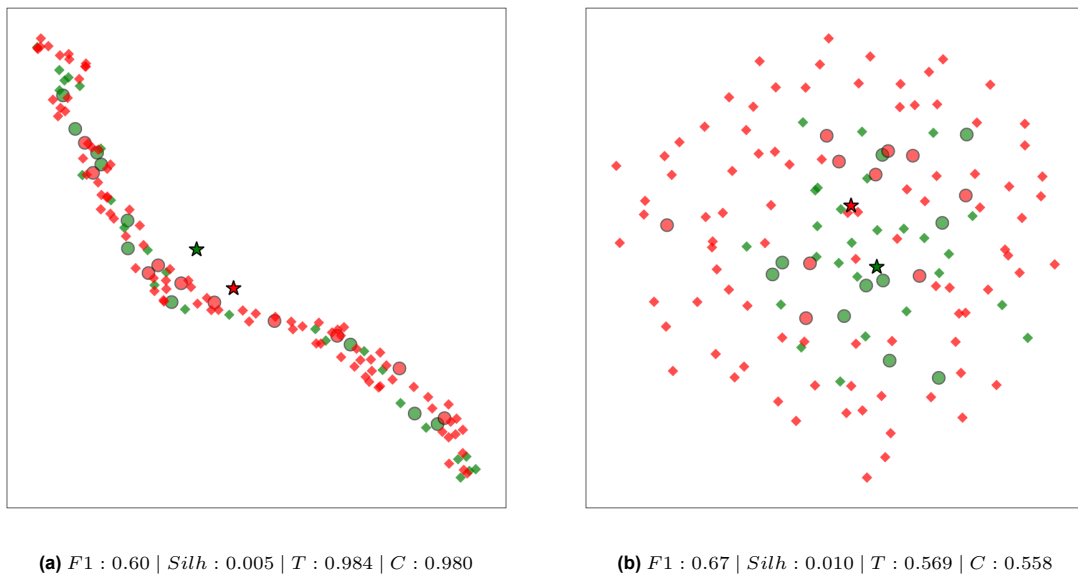 (a) F1 : 0.60 | Silh : 0.005 | T : 0.984 | C : 0.980
(b) F1 : 0.67 | Silh : 0.010 | T : 0.569 | C : 0.558